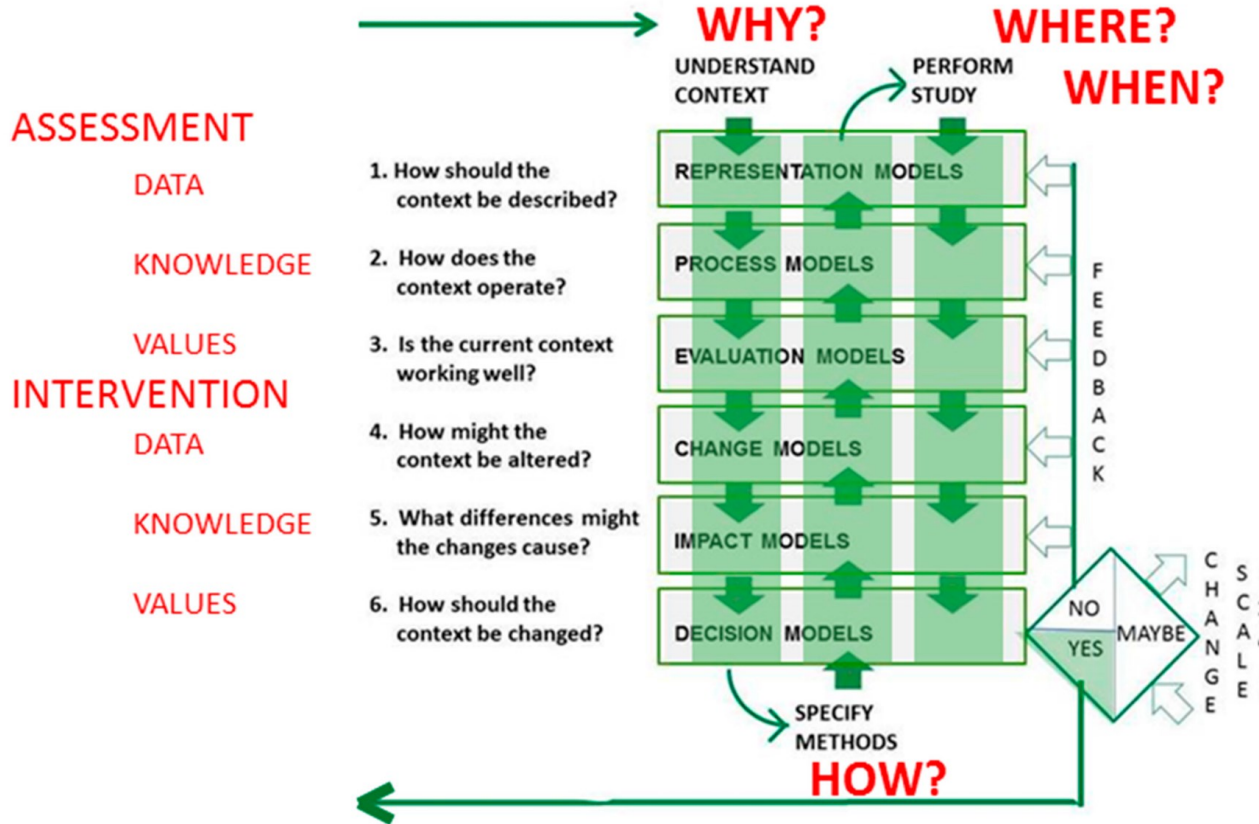 WHY?
WHERE?
WHEN?
UNDERSTAND
CONTEXT
PERFORM
STUDY
ASSESSMENT
DATA
1. How should the
context be described?
REPRESENTATION MODELS
KNOWLEDGE
2. How does the
context operate?
PROCESS MODELS
VALUES
3. Is the current context
working well?
EVALUATION MODELS
INTERVENTION
DATA
4. How might the
context be altered?
CHANGE MODELS
KNOWLEDGE
5. What differences might
the changes cause?
IMPACT MODELS
VALUES
6. How should the
context be changed?
DECISION MODELS
FEEDBACK
NO
YES
MAYBE
CHANGE
SCALE
SPECIFY
METHODS
HOW?